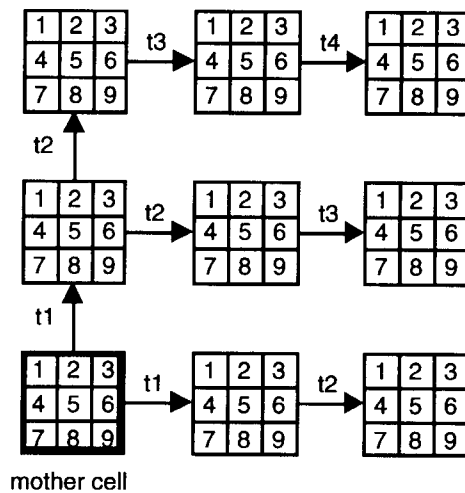 1 2 3 1 2 3 1 2 3
t3 t4
4 5 6 4 5 6 4 5 6
7 8 9 7 8 9 7 8 9
t2
1 2 3 1 2 3 1 2 3
t2 t3
4 5 6 4 5 6 4 5 6
7 8 9 7 8 9 7 8 9
t1
1 2 3 1 2 3 1 2 3
t1 t2
4 5 6 4 5 6 4 5 6
7 8 9 7 8 9 7 8 9
mother cell